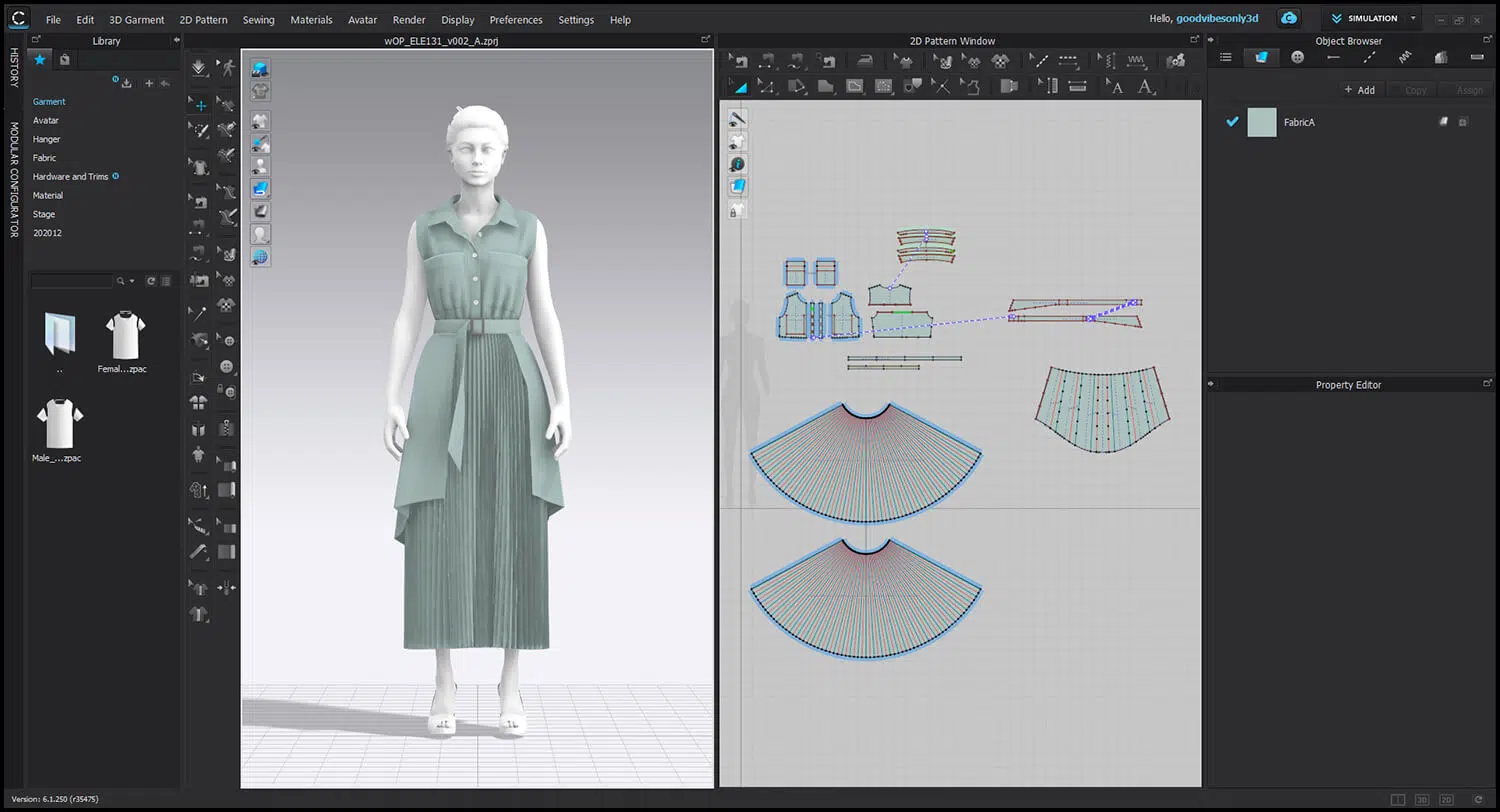 File Edit 3D Garment 2D Pattern Sewing Materials Avatar Render Display Preferences Settings Help
Hello, goodvibesonly3d
SIMULATION
HISTORY
MODULAR CONFIGURATOR
Library
Garment
Avatar
Hanger
Fabric
Hardware and Trims
Material
Stage
202012
..
Femal...zpac
Male_...zpac
wOP_ELE131_v002_A.zprj
2D Pattern Window
Object Browser
+ Add
Copy
Assign
FabricA
Property Editor
Version: 6.1.250 (r35475)
3D
2D